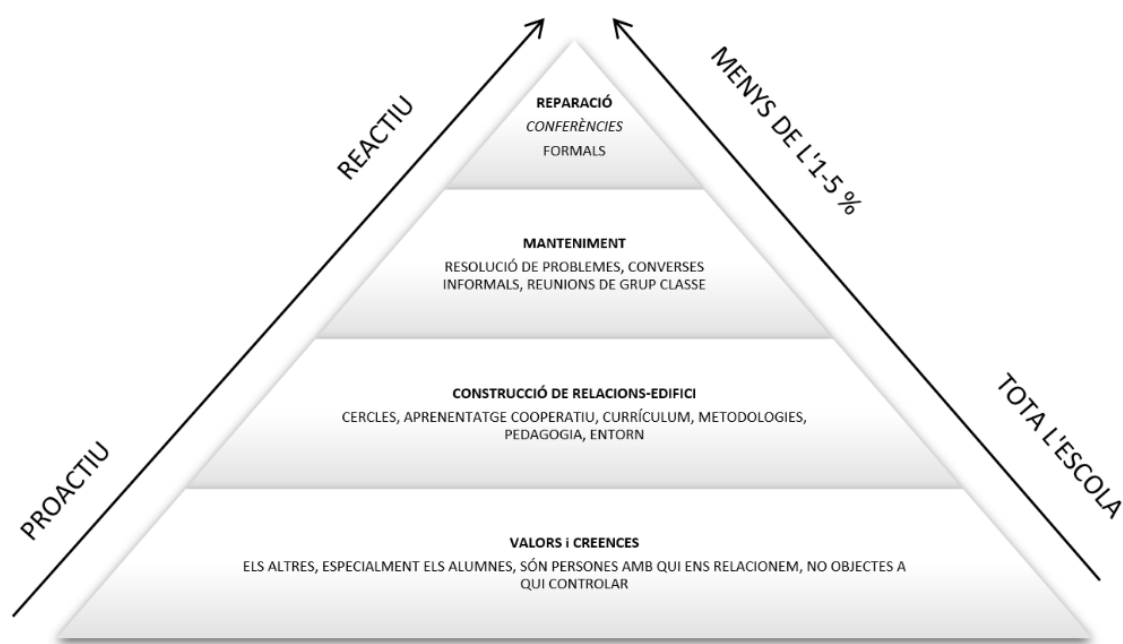 REPARACIÓ
CONFERÈNCIES
FORMALS
REACTIU
MENYS DE L'1-5 %
MANTENIMENT
RESOLUCIÓ DE PROBLEMES, CONVERSES
INFORMALS, REUNIONS DE GRUP CLASSE
CONSTRUCCIÓ DE RELACIONS-EDIFICI
CERCLES, APRENENTATGE COOPERATIU, CURRÍCULUM, METODOLOGIES,
PEDAGOGIA, ENTORN
PROACTIU
TOTA L'ESCOLA
VALORS i CREENCES
ELS ALTRES, ESPECIALMENT ELS ALUMNES, SÓN PERSONES AMB QUI ENS RELACIONEM, NO OBJECTES A
QUI CONTROLAR